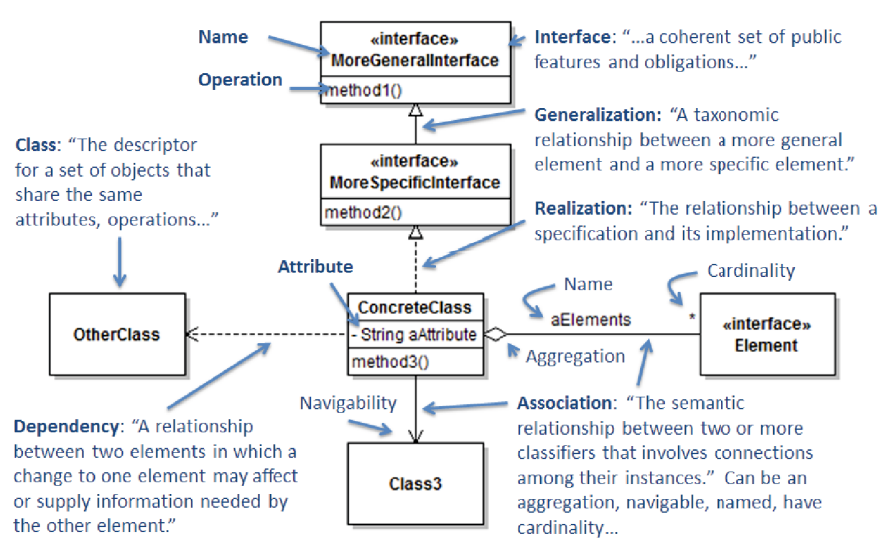 Name
«interface»
MoreGeneralInterface
Operation
method1()
Interface: “...a coherent set of public
features and obligations...”
Generalization: “A taxonomic
relationship between a more general
element and a more specific element.”
Class: “The descriptor
for a set of objects that
share the same
attributes, operations...”
«interface»
MoreSpecificInterface
method2()
Realization: “The relationship between a
specification and its implementation.”
Attribute
Name
Cardinality
OtherClass
ConcreteClass
- String aAttribute
method3()
aElements
*
«interface»
Element
Aggregation
Navigability
Dependency: “A relationship
between two elements in which a
change to one element may affect
or supply information needed by
the other element.”
Class3
Association: “The semantic
relationship between two or more
classifiers that involves connections
among their instances.” Can be an
aggregation, navigable, named, have
cardinality...